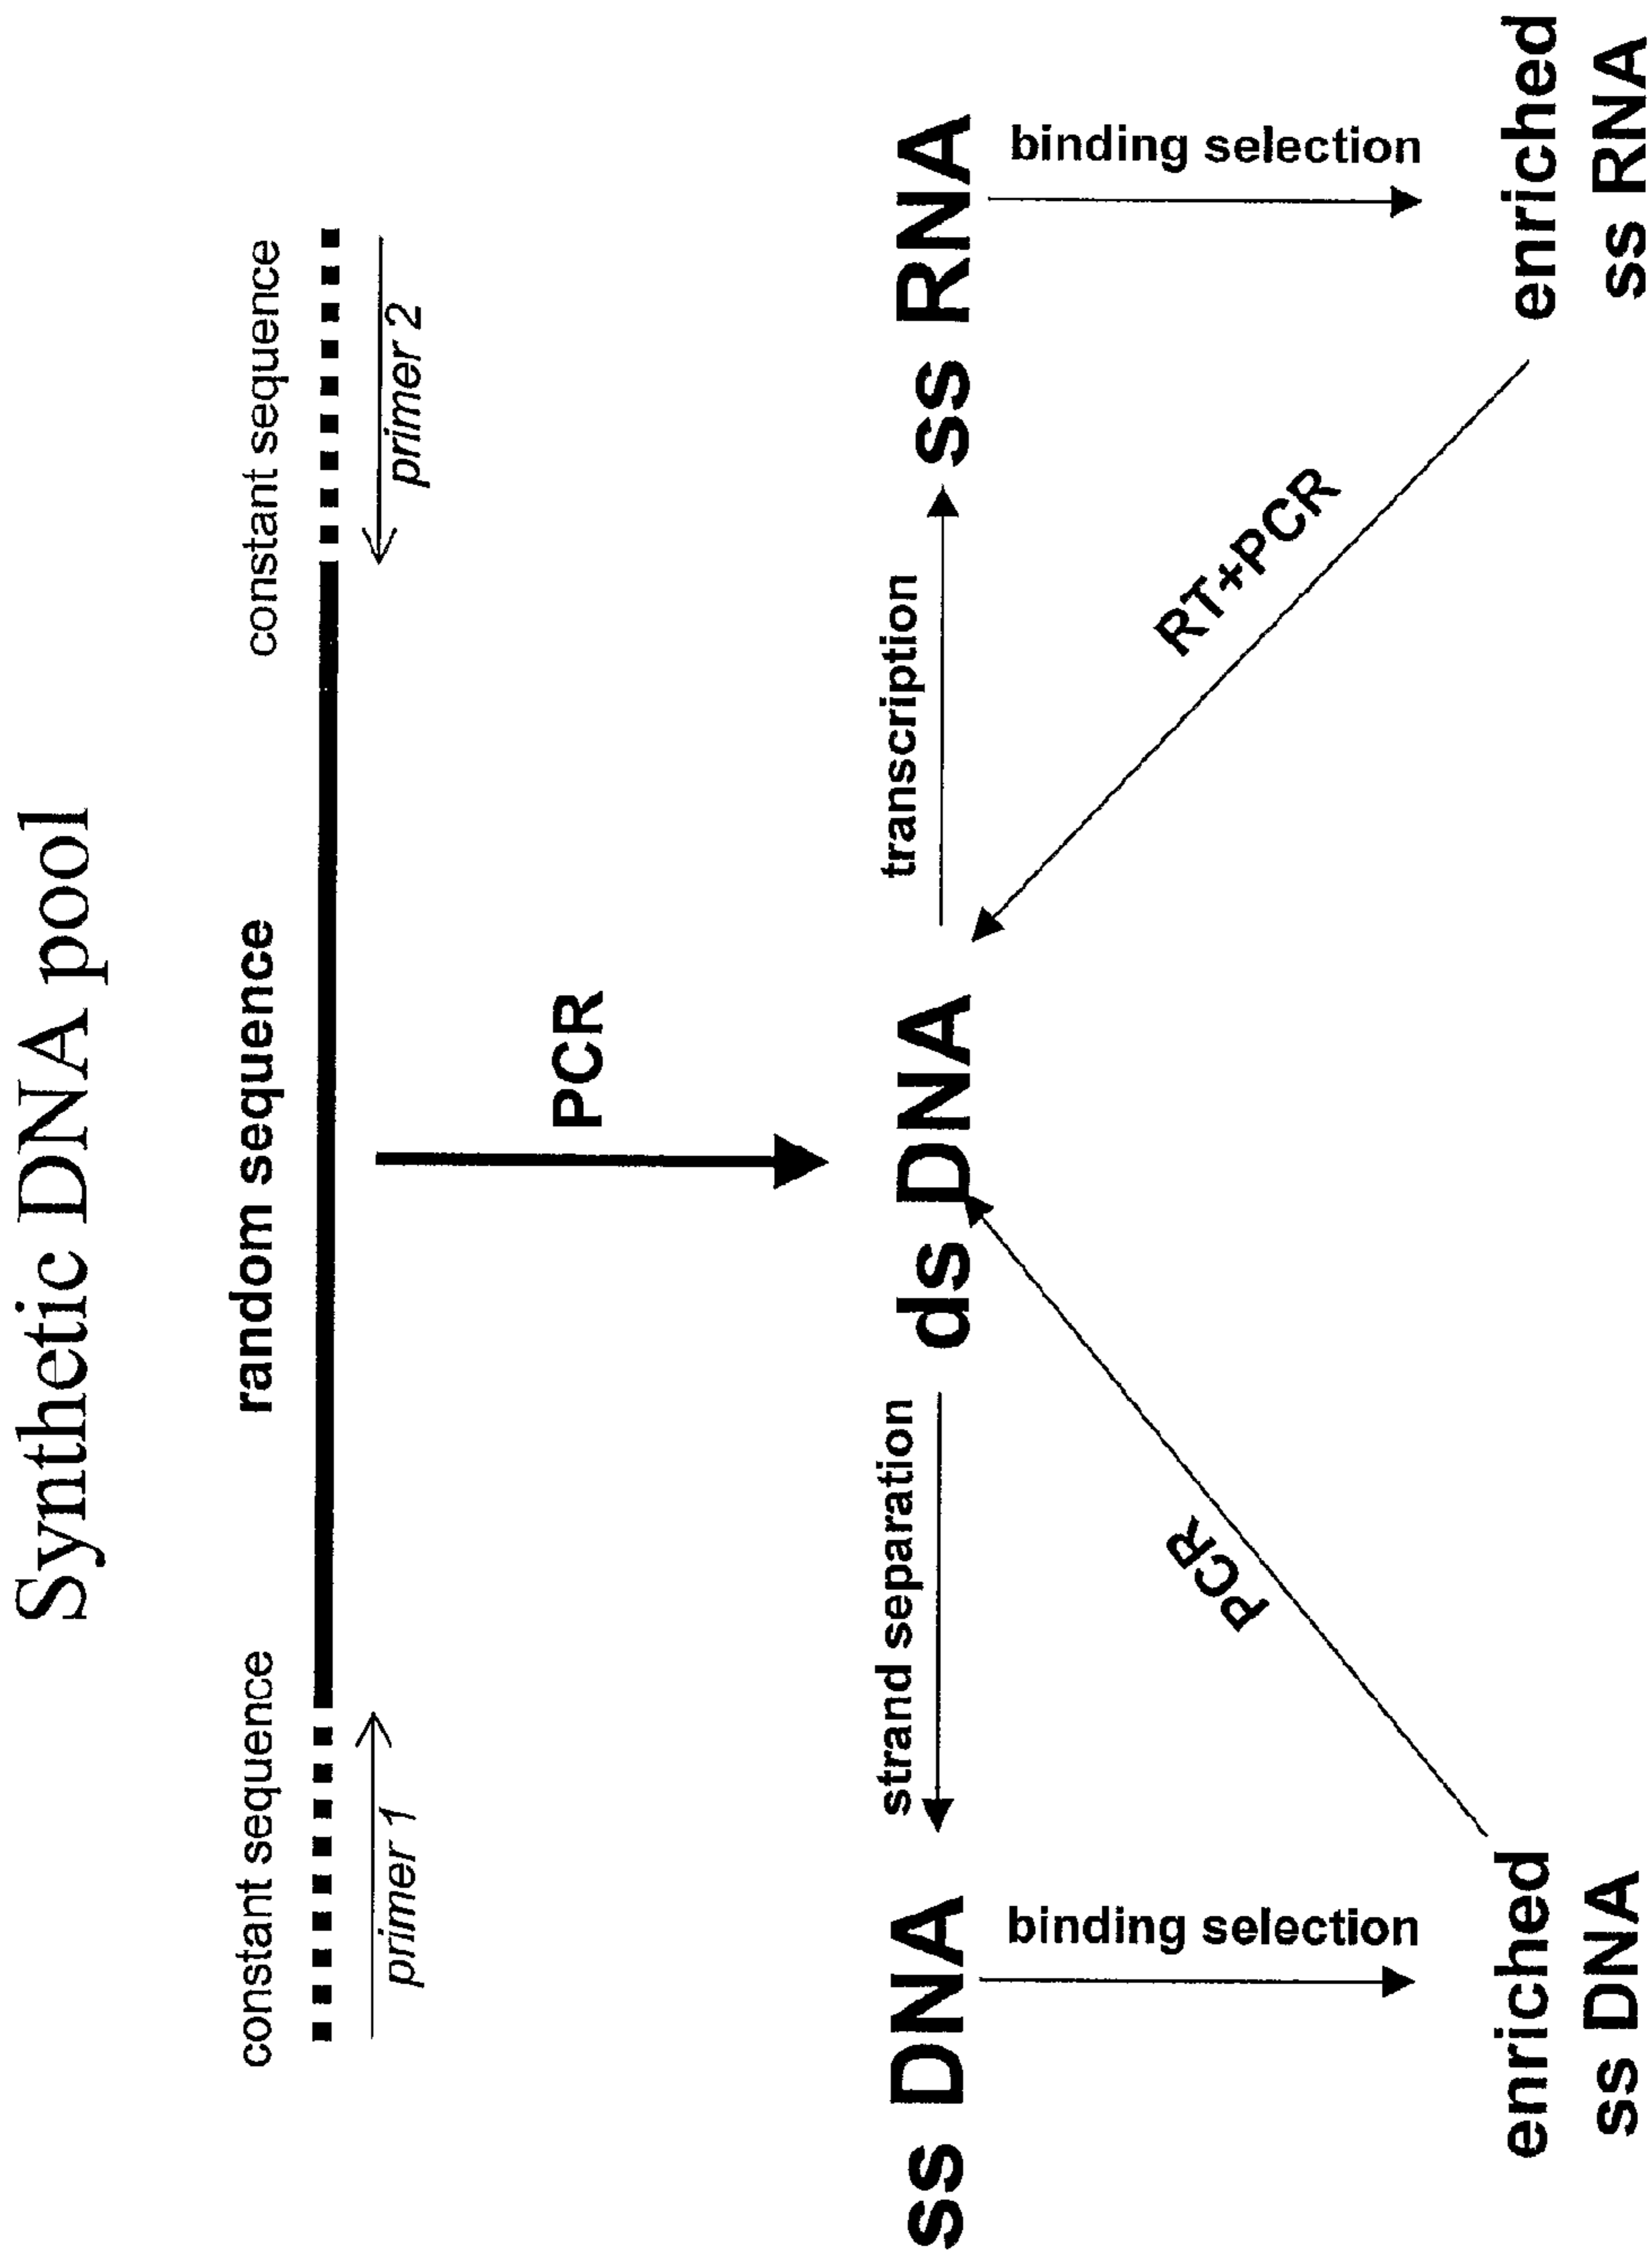 Synthetic DNA pool
constant sequence
random sequence
constant sequence
primer 1
primer 2
PCR
ss DNA
strand separation
ds DNA
transcription
ss RNA
binding selection
PCR
RT+PCR
binding selection
enriched
ss DNA
enriched
ss RNA